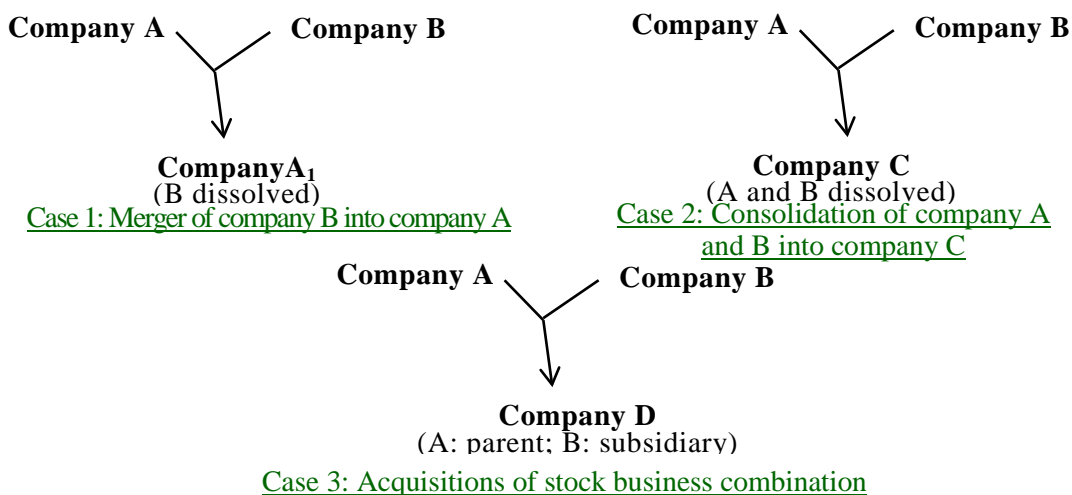 Company A Company B
CompanyA₁
(B dissolved)
Case 1: Merger of company B into company A
Company A Company B
Company C
(A and B dissolved)
Case 2: Consolidation of company A
and B into company C
Company A Company B
Company D
(A: parent; B: subsidiary)
Case 3: Acquisitions of stock business combination